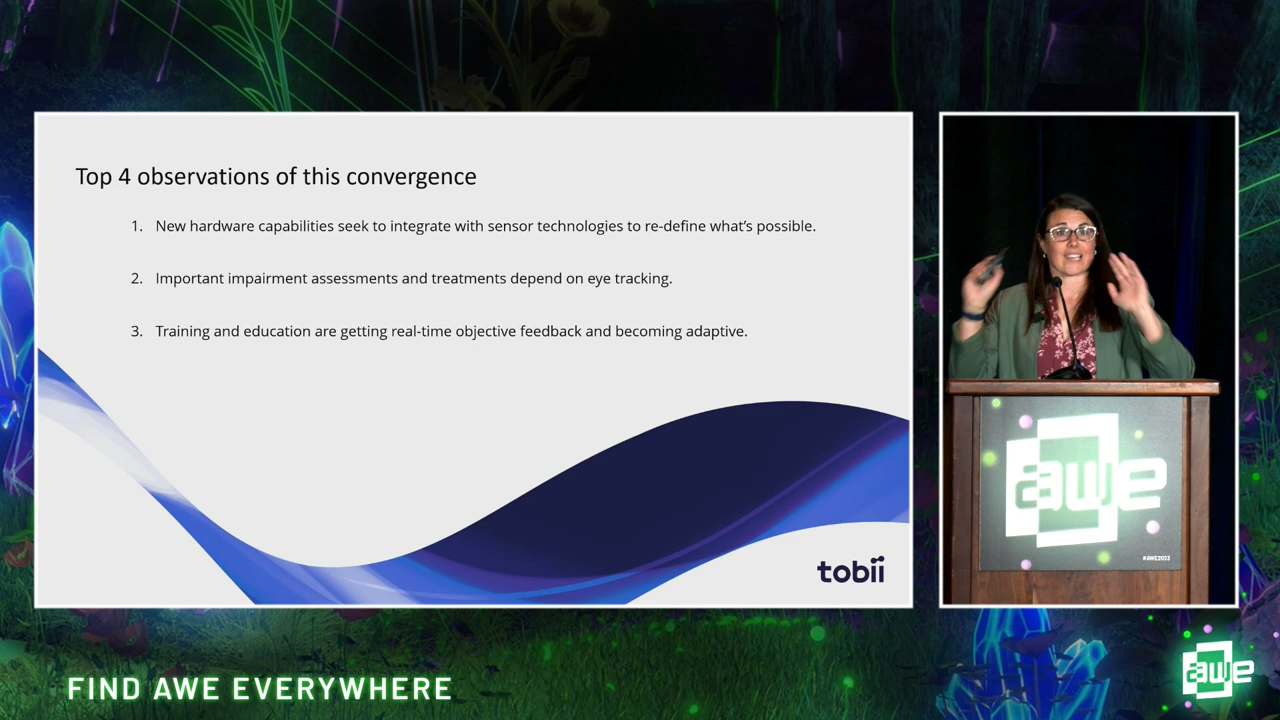 Top 4 observations of this convergence
1. New hardware capabilities seek to integrate with sensor technologies to re-define what's possible.
2. Important impairment assessments and treatments depend on eye tracking.
3. Training and education are getting real-time objective feedback and becoming adaptive.
tobii
awe
#AWE2023
FIND AWE EVERYWHERE
awe